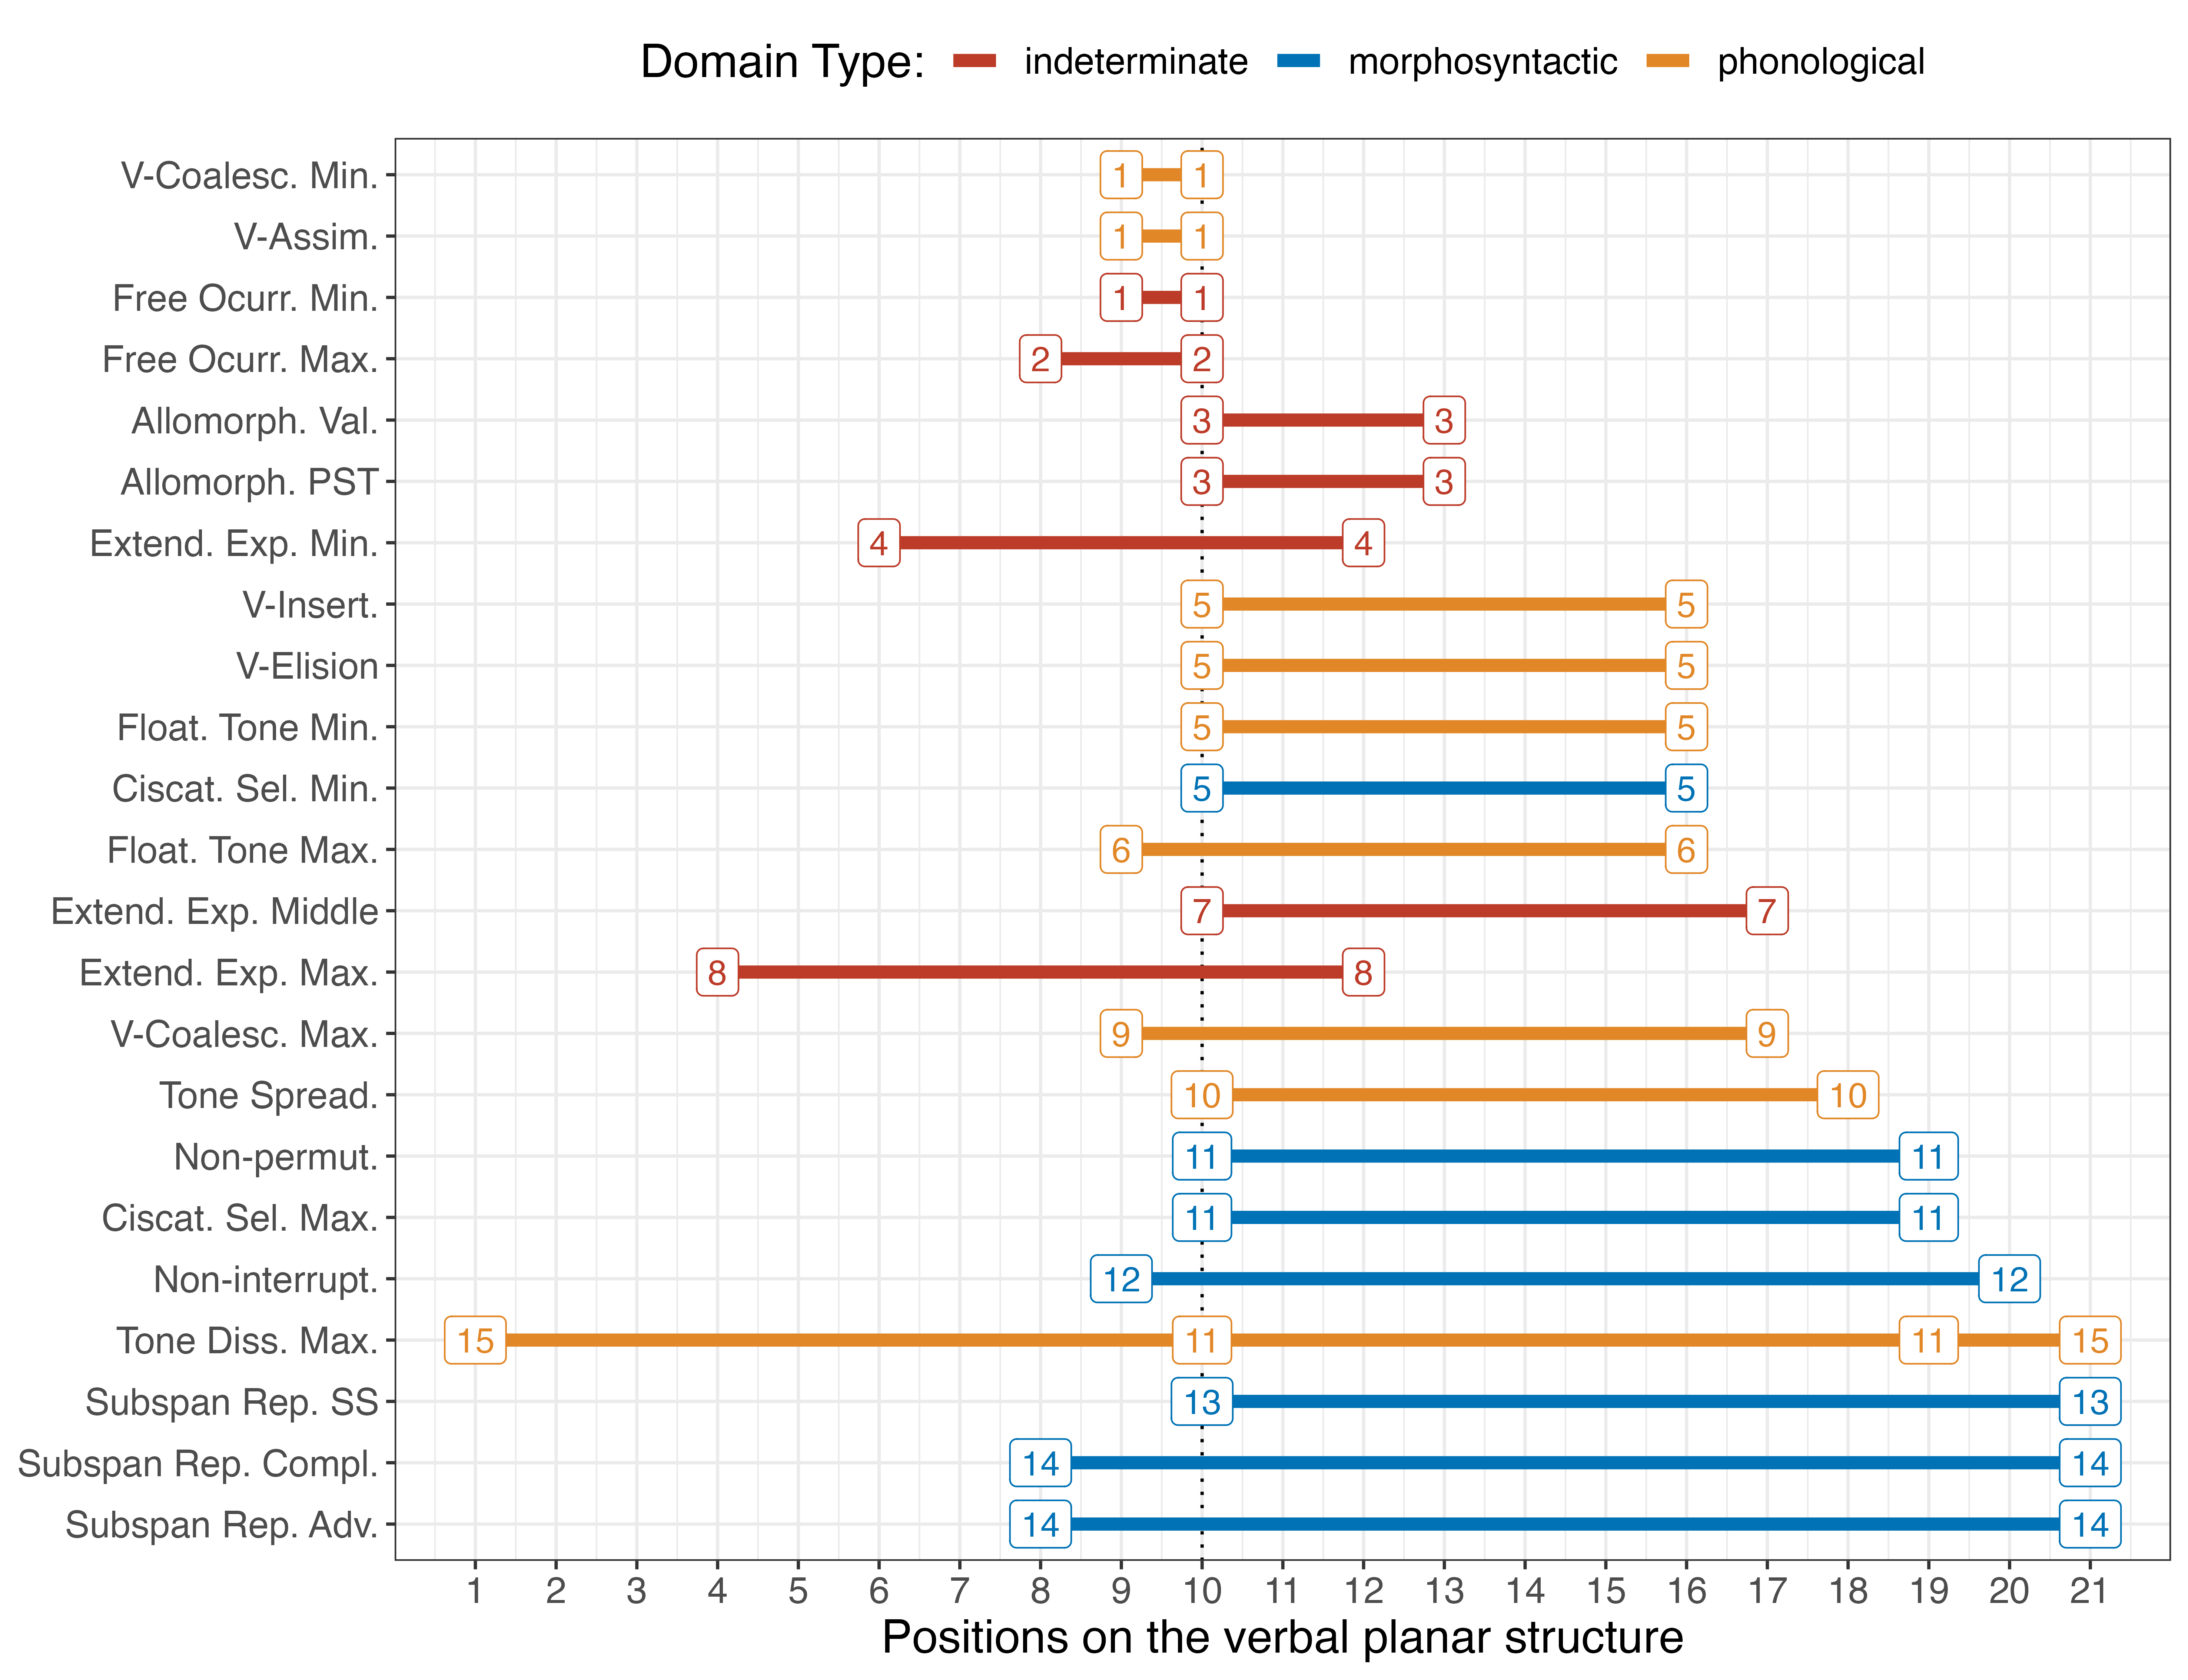 Domain Type: indeterminate morphosyntactic phonological
V-Coalesc. Min. 1 1
V-Assim. 1 1
Free Ocurr. Min. 1 1
Free Ocurr. Max. 2 2
Allomorph. Val. 3 3
Allomorph. PST 3 3
Extend. Exp. Min. 4 4
V-Insert. 5 5
V-Elision 5 5
Float. Tone Min. 5 5
Ciscat. Sel. Min. 5 5
Float. Tone Max. 6 6
Extend. Exp. Middle 7 7
Extend. Exp. Max. 8 8
V-Coalesc. Max. 9 9
Tone Spread. 10 10
Non-permut. 11 11
Ciscat. Sel. Max. 11 11
Non-interrupt. 12 12
Tone Diss. Max. 15 11 11 15
Subspan Rep. SS 13 13
Subspan Rep. Compl. 14 14
Subspan Rep. Adv. 14 14
1 2 3 4 5 6 7 8 9 10 11 12 13 14 15 16 17 18 19 20 21
Positions on the verbal planar structure